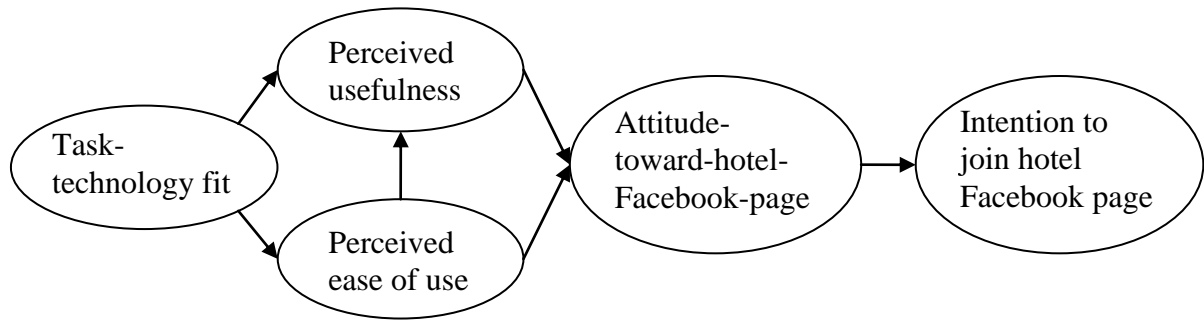 Task-
technology fit
Perceived
usefulness
Perceived
ease of use
Attitude-
toward-hotel-
Facebook-page
Intention to
join hotel
Facebook page